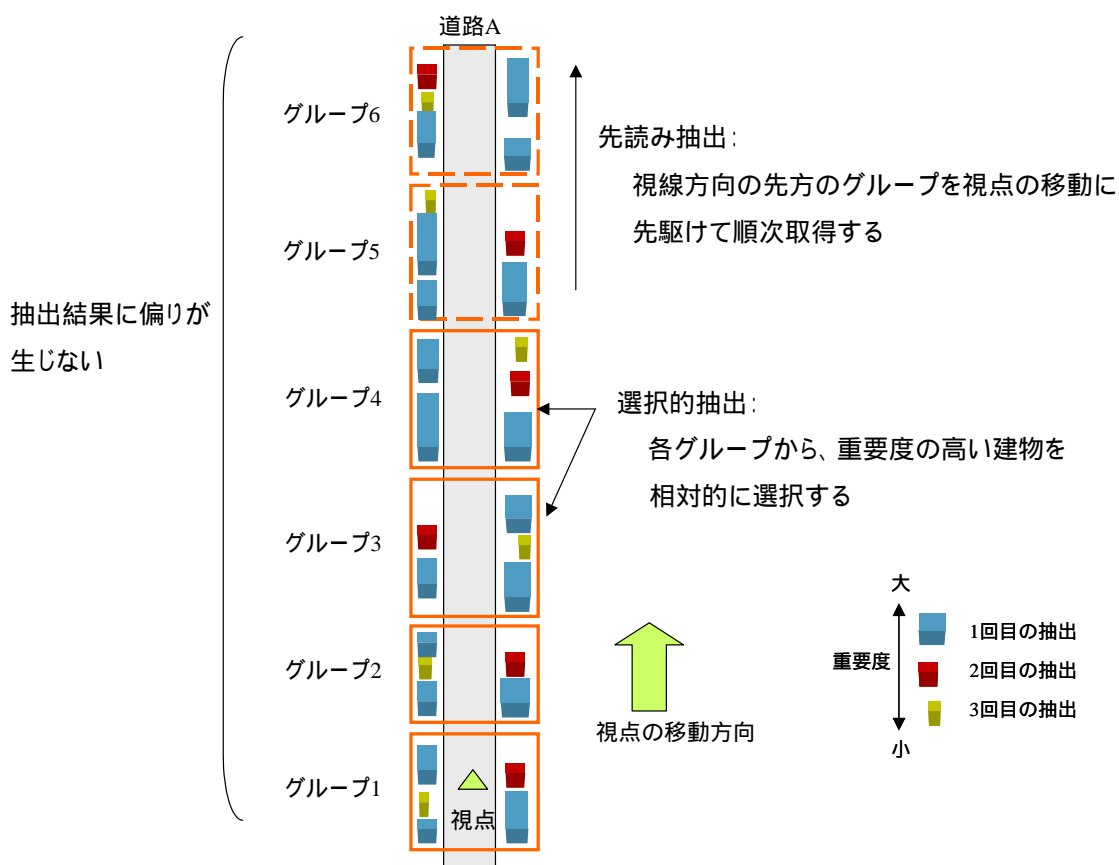 道路A
グループ6
グループ5
グループ4
グループ3
グループ2
グループ1
抽出結果に偏りが
生じない
先読み抽出:
視線方向の先方のグループを視点の移動に
先駆けて順次取得する
選択的抽出:
各グループから、重要度の高い建物を
相対的に選択する
視点の移動方向
視点
大
重要度
小
1回目の抽出
2回目の抽出
3回目の抽出